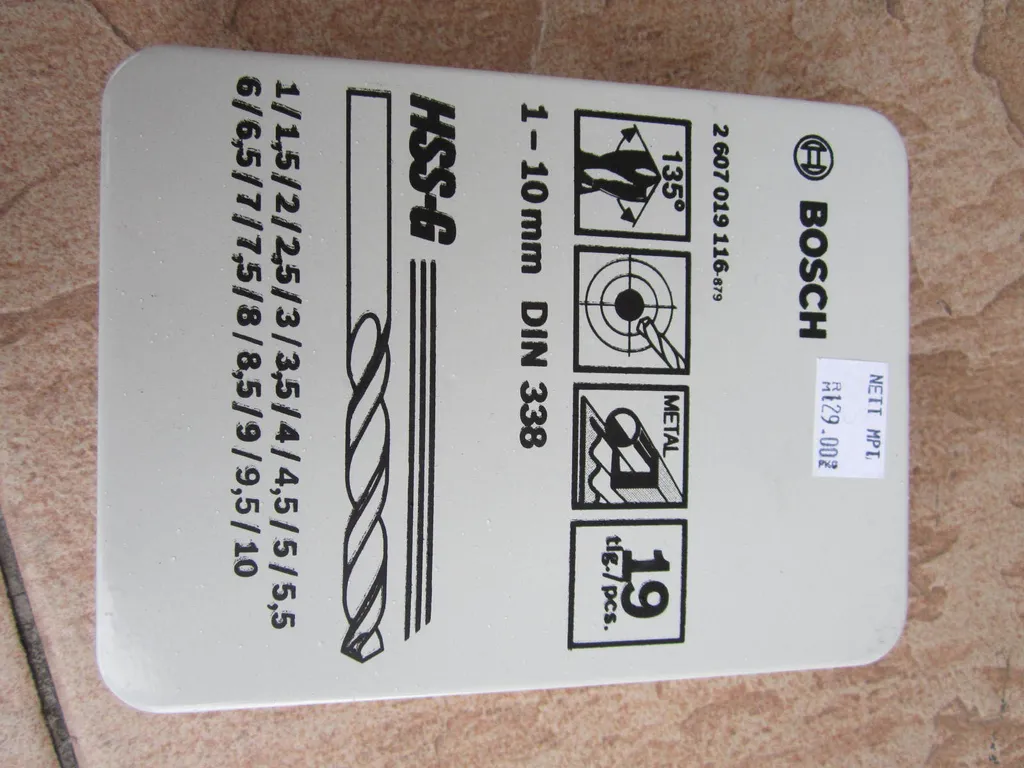 BOSCH
NETT MPL
RM129.00
PKG
2 607 019 116-879
135°
METAL
19
tlg./pcs.
1 – 10 mm DIN 338
HSS-G
1/1,5/2/2,5/3/3,5/4/4,5/5/5,5
6/6,5/7/7,5/8/8,5/9/9,5/10